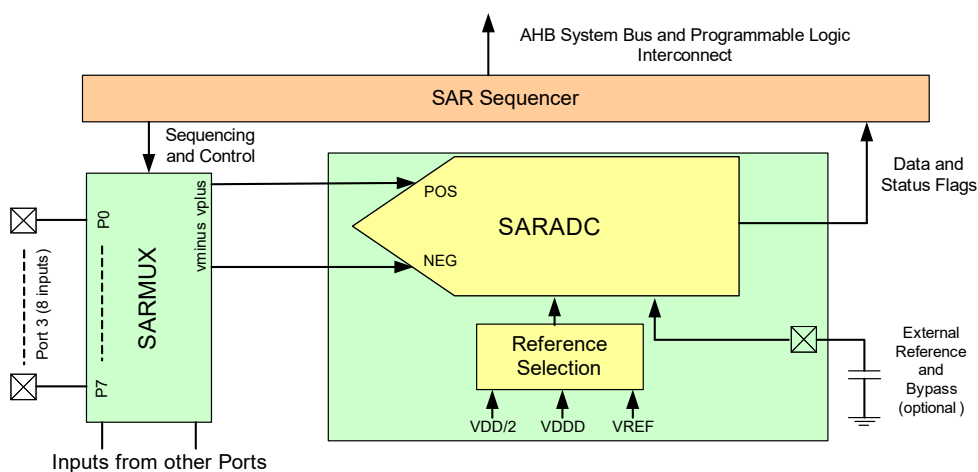 AHB System Bus and Programmable Logic
Interconnect
SAR Sequencer
Sequencing
and Control
Data and
Status Flags
vminus vplus
P0
POS
SARADC
NEG
SARMUX
Port 3 (8 inputs)
P7
Reference
Selection
External
Reference
and
Bypass
(optional )
VDD/2
VDDD
VREF
Inputs from other Ports